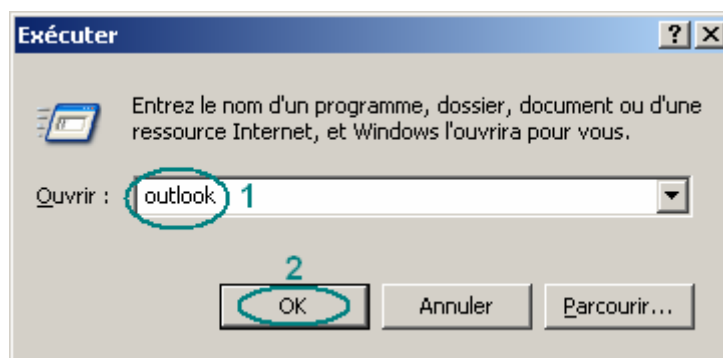 Exécuter
Entrez le nom d'un programme, dossier, document ou d'une
ressource Internet, et Windows l'ouvrira pour vous.
Ouvrir : outlook 1
2
OK Annuler Parcourir...